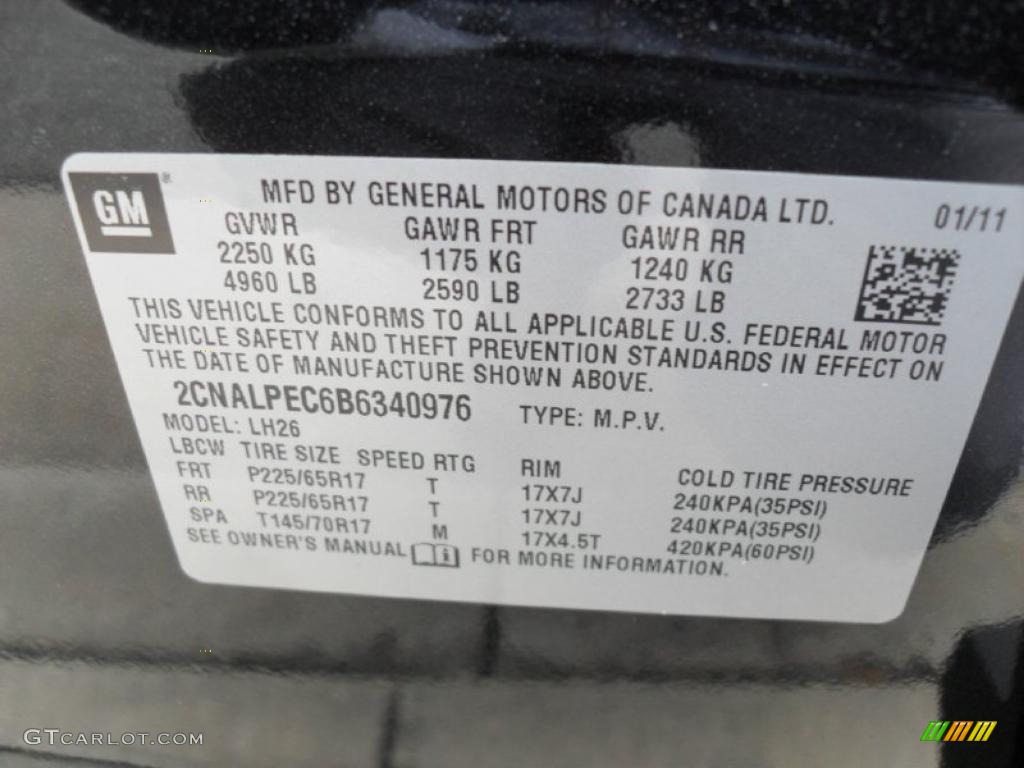 GM
MFD BY GENERAL MOTORS OF CANADA LTD.
01/11
GVWR GAWR FRT GAWR RR
2250 KG 1175 KG 1240 KG
4960 LB 2590 LB 2733 LB
THIS VEHICLE CONFORMS TO ALL APPLICABLE U.S. FEDERAL MOTOR
VEHICLE SAFETY AND THEFT PREVENTION STANDARDS IN EFFECT ON
THE DATE OF MANUFACTURE SHOWN ABOVE.
2CNALPEC6B6340976 TYPE: M.P.V.
MODEL: LH26
LBCW TIRE SIZE SPEED RTG RIM COLD TIRE PRESSURE
FRT P225/65R17 T 17X7J 240KPA(35PSI)
RR P225/65R17 T 17X7J 240KPA(35PSI)
SPA T145/70R17 M 17X4.5T 420KPA(60PSI)
SEE OWNER'S MANUAL FOR MORE INFORMATION.
GTCARLOT.COM